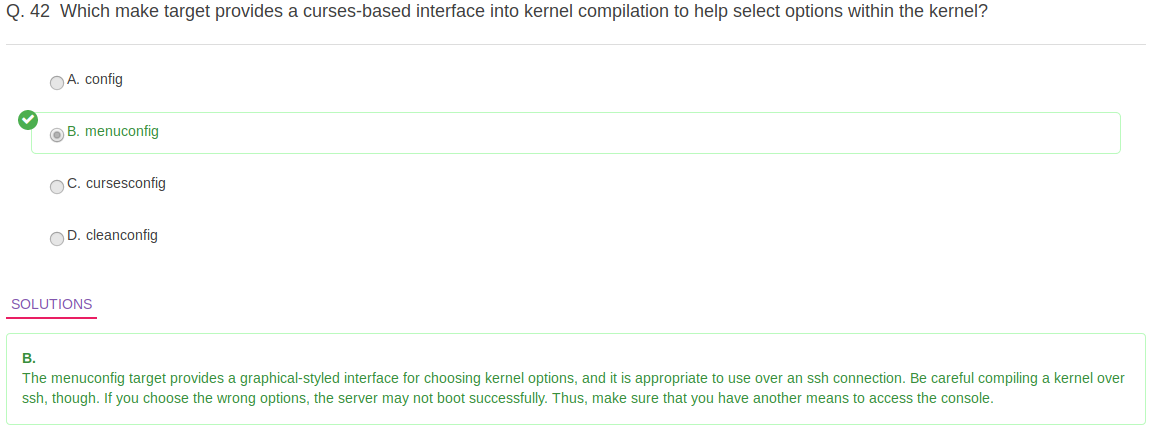 Q. 42 Which make target provides a curses-based interface into kernel compilation to help select options within the kernel?
A. config
B. menuconfig
C. cursesconfig
D. cleanconfig
SOLUTIONS
B.
The menuconfig target provides a graphical-styled interface for choosing kernel options, and it is appropriate to use over an ssh connection. Be careful compiling a kernel over
ssh, though. If you choose the wrong options, the server may not boot successfully. Thus, make sure that you have another means to access the console.